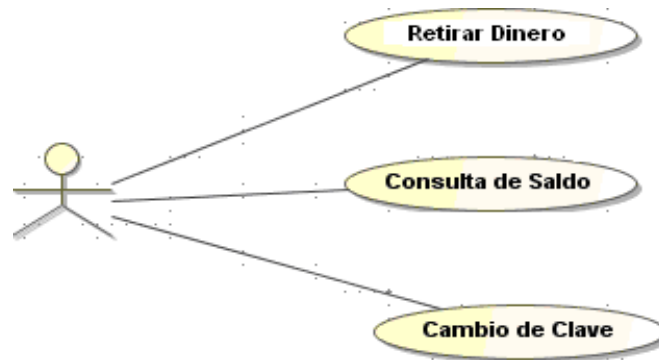 Retirar Dinero
Consulta de Saldo
Cambio de Clave